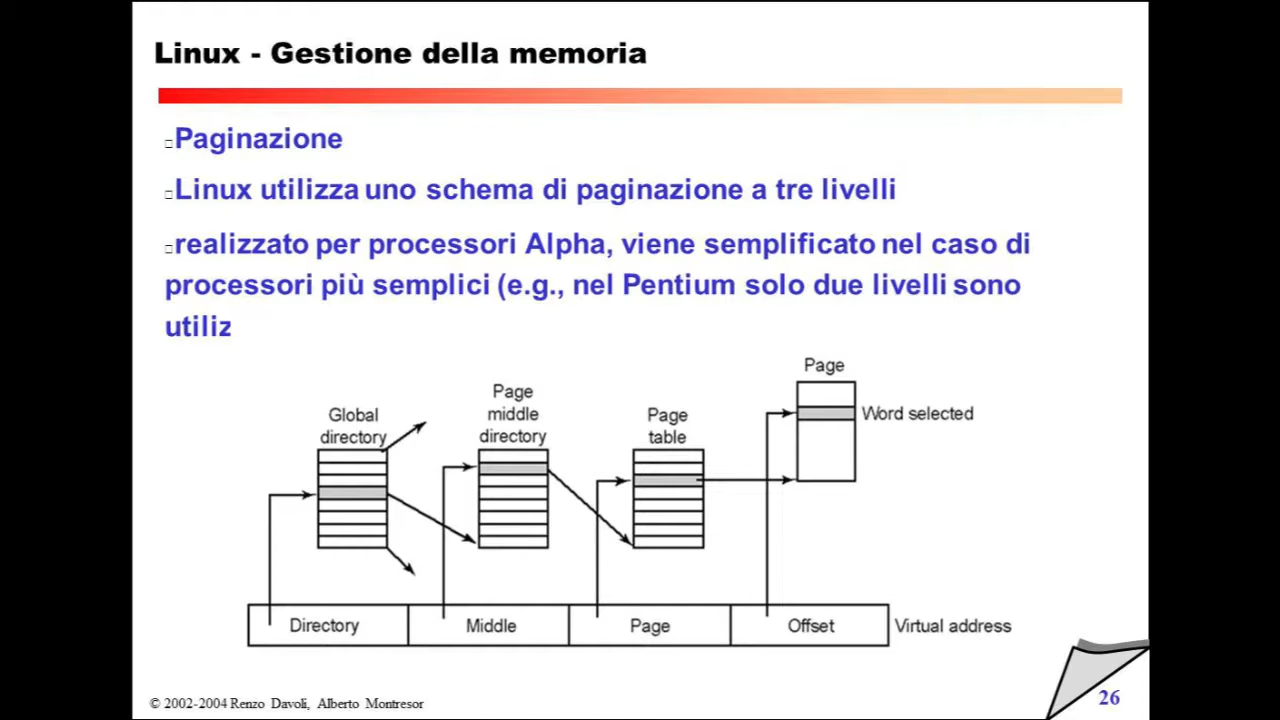 Linux - Gestione della memoria
Paginazione
Linux utilizza uno schema di paginazione a tre livelli
realizzato per processori Alpha, viene semplificato nel caso di
processori più semplici (e.g., nel Pentium solo due livelli sono
utiliz
Page
Word selected
Page
middle
directory
Global
directory
Page
table
Directory
Middle
Page
Offset
Virtual address
© 2002-2004 Renzo Davoli, Alberto Montresor
26